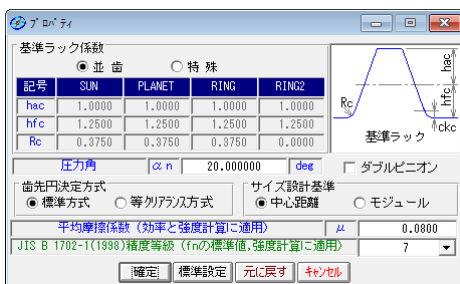 プロパティ
基準ラック係数
並 歯 特 殊
記号 SUN PLANET RING RING2
hac 1.0000 1.0000 1.0000 1.0000
hfc 1.2500 1.2500 1.2500 1.2500
Rc 0.3750 0.3750 0.3750 0.0000
hac
hfc
Rc
ckc
基準ラック
圧力角 αn 20.000000 deg ダブルピニオン
歯先円決定方式
標準方式 等クリアランス方式
サイズ設計基準
中心距離 モジュール
平均摩擦係数 (効率と強度計算に適用) μ 0.0800
JIS B 1702-1(1998)精度等級 (fnの標準値,強度計算に適用) 7
確定 標準設定 元に戻す キャンセル